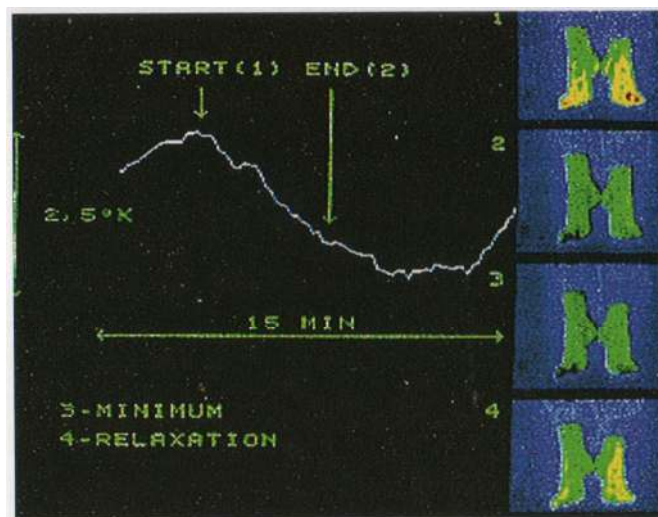 1
START(1) END(2)
2
2,5°K
3
15 MIN
3-MINIMUM
4
4-RELAXATION